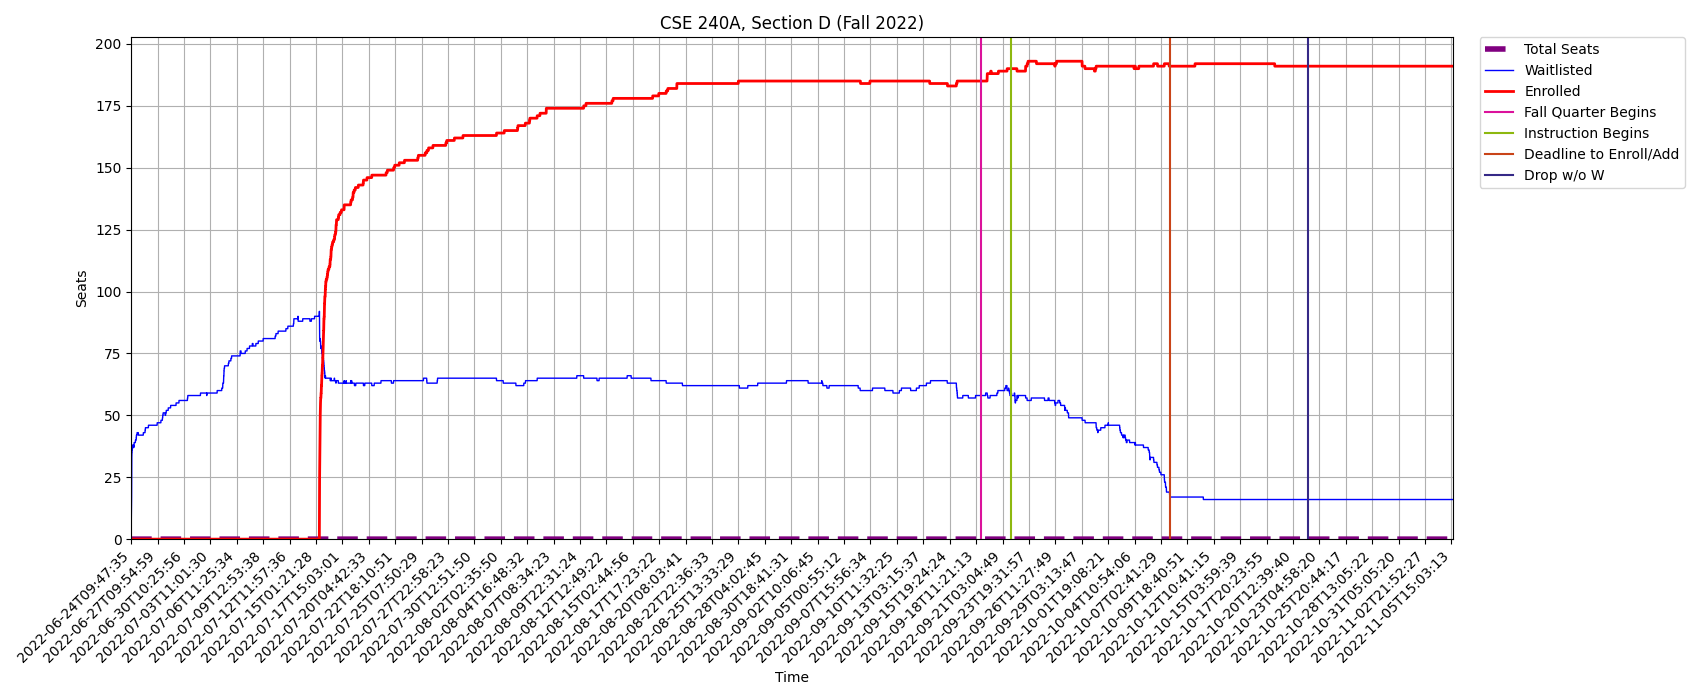 CSE 240A, Section D (Fall 2022)
Total Seats
Waitlisted
Enrolled
Fall Quarter Begins
Instruction Begins
Deadline to Enroll/Add
Drop w/o W
Seats
200
175
150
125
100
75
50
25
0
2022-06-24T09:47:35
2022-06-27T09:54:59
2022-06-30T10:25:56
2022-07-03T11:01:30
2022-07-06T11:25:34
2022-07-09T12:53:38
2022-07-12T11:57:36
2022-07-15T01:21:28
2022-07-17T15:03:01
2022-07-20T04:42:33
2022-07-22T18:10:51
2022-07-25T07:50:29
2022-07-27T22:58:23
2022-07-30T12:51:50
2022-08-02T02:35:50
2022-08-04T16:48:32
2022-08-07T08:34:23
2022-08-09T22:31:24
2022-08-12T12:49:22
2022-08-15T02:44:56
2022-08-17T17:23:22
2022-08-20T08:03:41
2022-08-22T22:36:33
2022-08-25T13:33:29
2022-08-28T04:02:45
2022-08-30T18:41:31
2022-09-02T10:06:45
2022-09-05T00:55:12
2022-09-07T15:56:34
2022-09-10T11:32:25
2022-09-13T03:15:37
2022-09-15T19:24:24
2022-09-18T11:21:13
2022-09-21T03:04:49
2022-09-23T19:31:57
2022-09-26T11:27:49
2022-09-29T03:13:47
2022-10-01T19:08:21
2022-10-04T10:54:06
2022-10-07T02:41:29
2022-10-09T18:40:51
2022-10-12T10:41:15
2022-10-15T03:59:39
2022-10-17T20:23:55
2022-10-20T12:39:40
2022-10-23T04:58:20
2022-10-25T20:44:17
2022-10-28T13:05:22
2022-10-31T05:05:20
2022-11-02T21:52:27
2022-11-05T15:03:13
Time